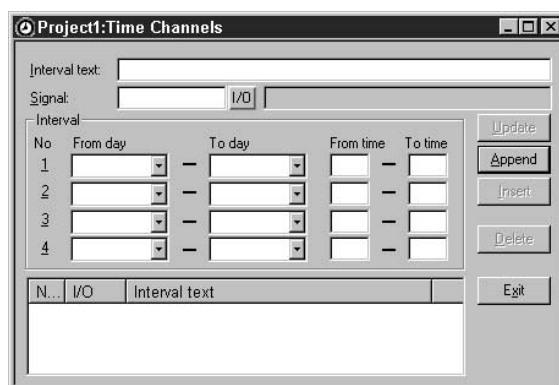 Project1:Time Channels
Interval text:
Signal: I/O
Interval
No From day To day From time To time
1 — — 
2 — — 
3 — — 
4 — — 
Update
Append
Insert
Delete
Exit
N... I/O Interval text